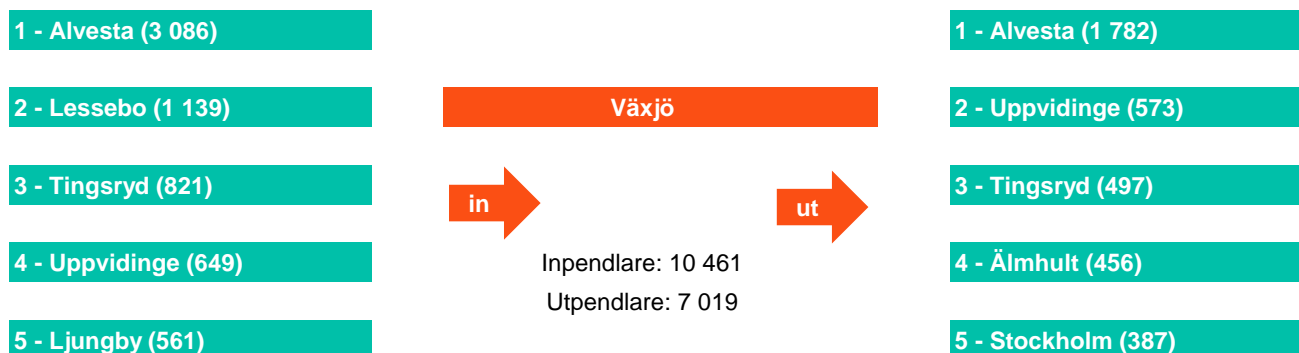 1 - Alvesta (3 086)
2 - Lessebo (1 139)
3 - Tingsryd (821)
4 - Uppvidinge (649)
5 - Ljungby (561)
Växjö
in
ut
Inpendlare: 10 461
Utpendlare: 7 019
1 - Alvesta (1 782)
2 - Uppvidinge (573)
3 - Tingsryd (497)
4 - Älmhult (456)
5 - Stockholm (387)